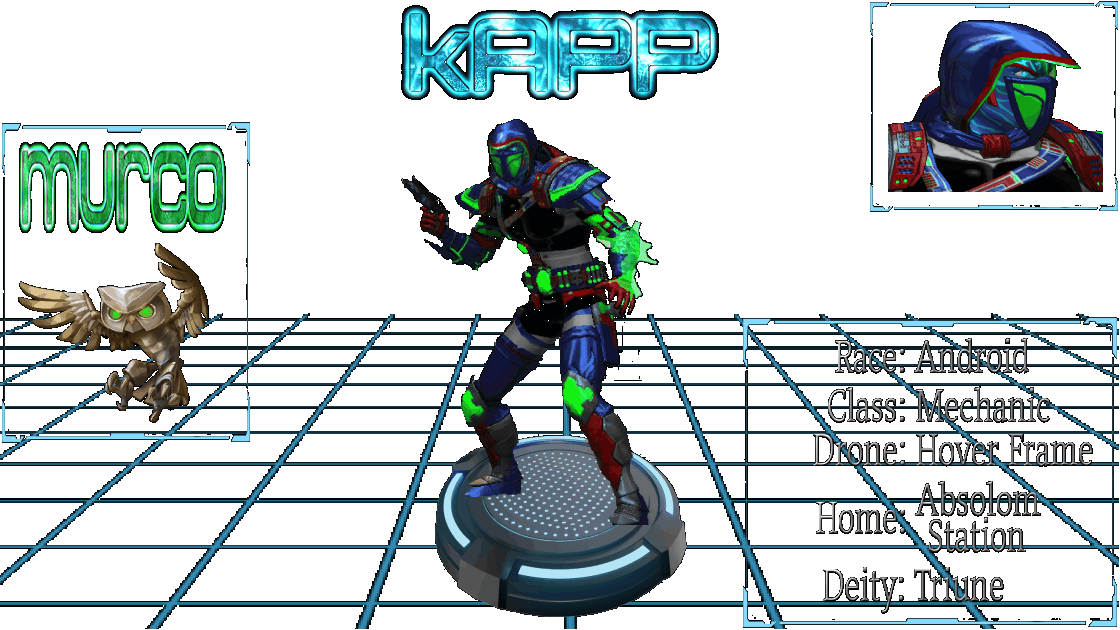 kAPP
murco
Race: Android
Class: Mechanic
Drone: Hover Frame
Home: Absolom
Station
Deity: Triune